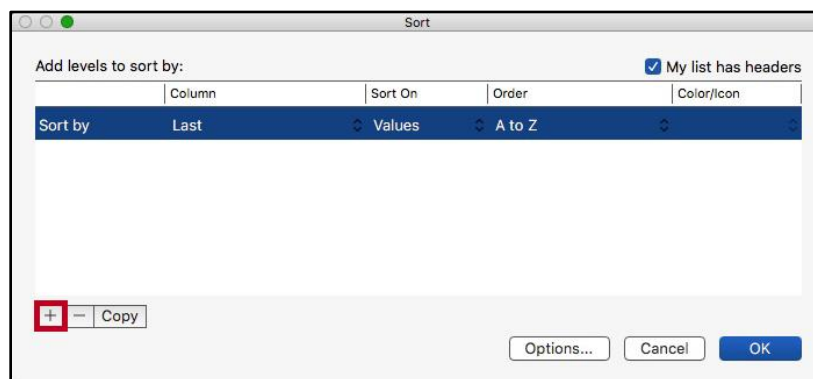 Sort
Add levels to sort by: My list has headers
Column Sort On Order Color/Icon
Sort by Last Values A to Z
+ − Copy
Options... Cancel OK